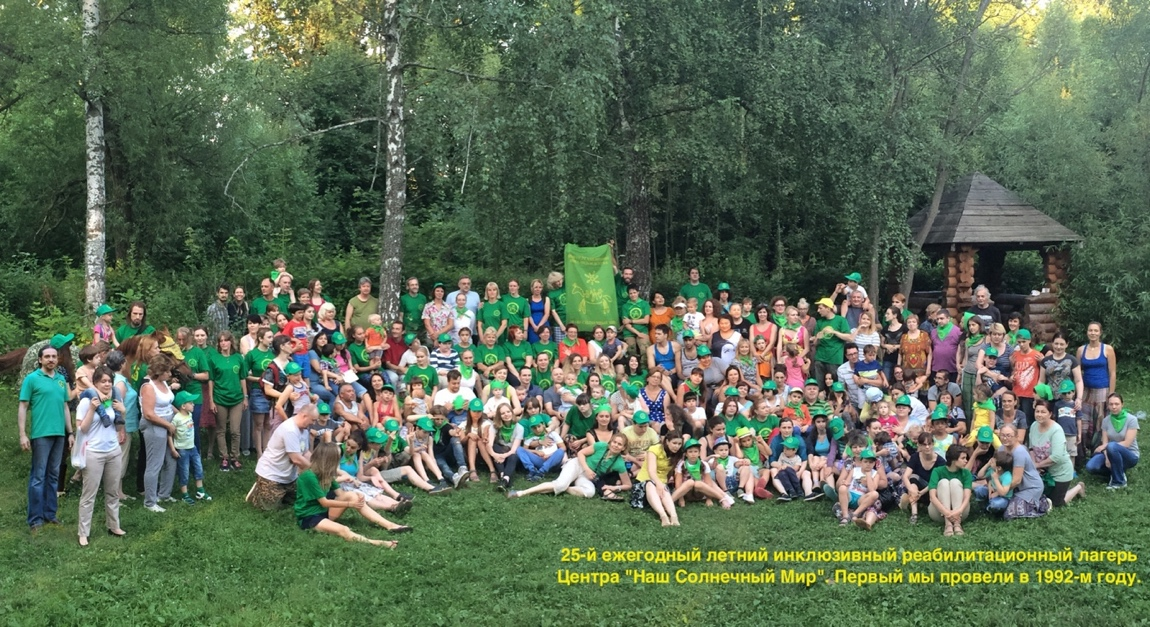 25-й ежегодный летний инклюзивный реабилитационный лагерь
Центра "Наш Солнечный Мир". Первый мы провели в 1992-м году.